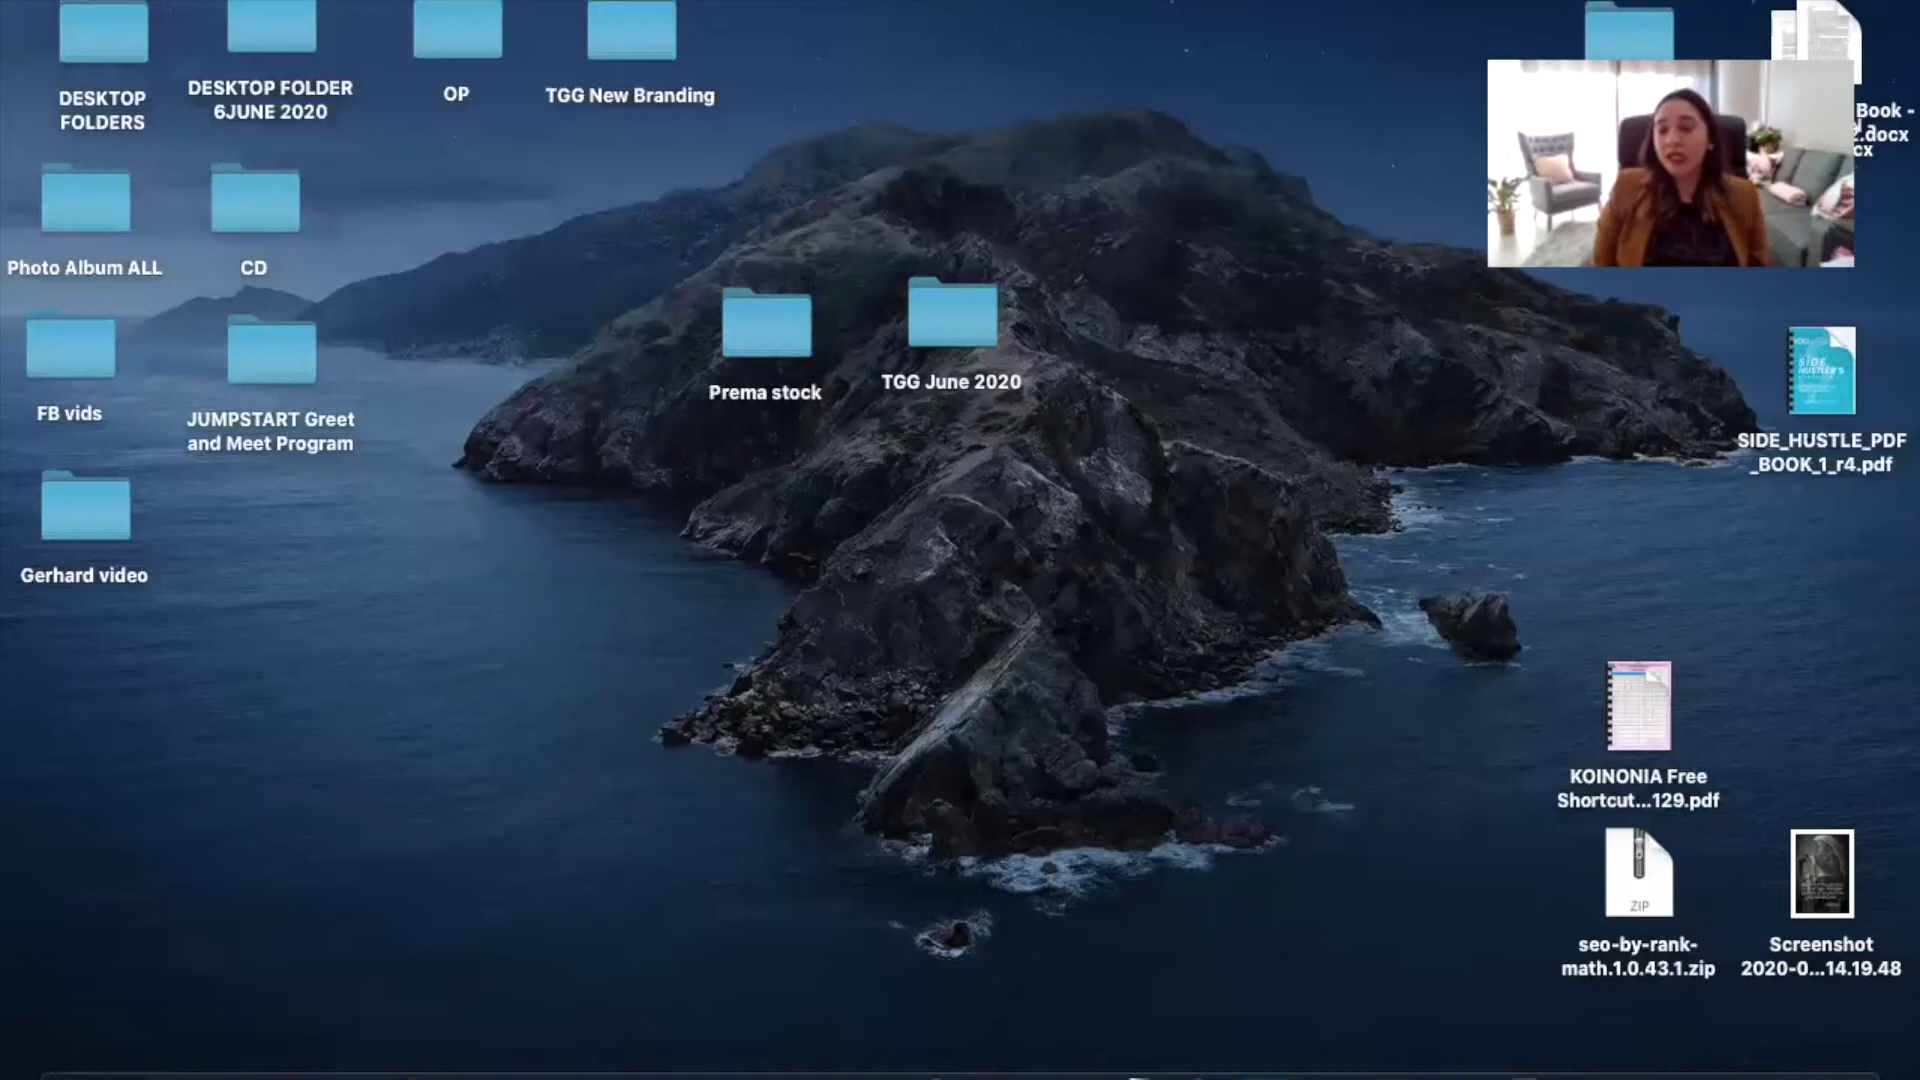 DESKTOP
FOLDERS
DESKTOP FOLDER
6JUNE 2020
OP
TGG New Branding
Book -
.docx
cx
Photo Album ALL
CD
Prema stock
TGG June 2020
FB vids
JUMPSTART Greet
and Meet Program
SIDE
HUSTLER'S
SIDE_HUSTLE_PDF
_BOOK_1_r4.pdf
Gerhard video
KOINONIA Free
Shortcut...129.pdf
ZIP
seo-by-rank-
math.1.0.43.1.zip
Screenshot
2020-0...14.19.48